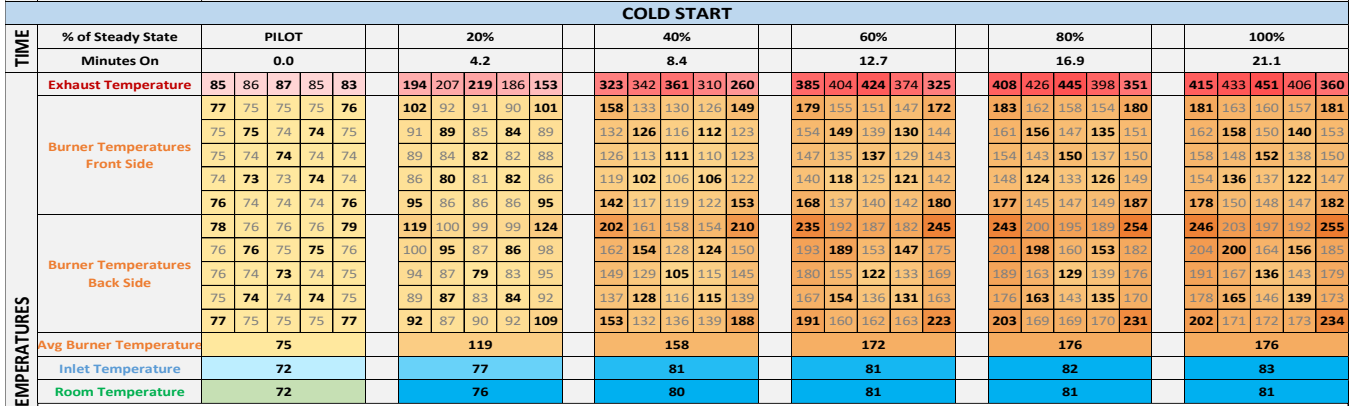 COLD START
TIME
% of Steady State PILOT 20% 40% 60% 80% 100%
Minutes On 0.0 4.2 8.4 12.7 16.9 21.1
Exhaust Temperature 85 86 87 85 83 194 207 219 186 153 323 342 361 310 260 385 404 424 374 325 408 426 445 398 351 415 433 451 406 360
Burner Temperatures
Front Side
77 75 75 75 76 102 92 91 90 101 158 133 130 126 149 179 155 151 147 172 183 162 158 154 180 181 163 160 157 181
75 75 74 74 75 91 89 85 84 89 132 126 116 112 123 154 149 139 130 144 161 156 147 135 151 162 158 150 140 153
75 74 74 74 74 89 84 82 82 88 126 113 111 110 123 147 135 137 129 143 154 143 150 137 150 158 148 152 138 150
74 73 73 74 74 86 80 81 82 86 119 102 106 106 122 140 118 125 121 142 148 124 133 126 149 154 136 137 122 147
76 74 74 74 76 95 86 86 86 95 142 117 119 122 153 168 137 140 142 180 177 145 147 149 187 178 150 148 147 182
Burner Temperatures
Back Side
78 76 76 76 79 119 100 99 99 124 202 161 158 154 210 235 192 187 182 245 243 200 195 189 254 246 203 197 192 255
76 76 75 75 76 100 95 87 86 98 162 154 128 124 150 193 189 153 147 175 201 198 160 153 182 204 200 164 156 185
76 74 73 74 75 94 87 79 83 95 149 129 105 115 145 180 155 122 133 169 189 163 129 139 176 191 167 136 143 179
75 74 74 74 75 89 87 83 84 92 137 128 116 115 139 167 154 136 131 163 176 163 143 135 170 178 165 146 139 173
77 75 75 75 77 92 87 90 92 109 153 132 136 139 188 191 160 162 163 223 203 169 169 170 231 202 171 172 173 234
Avg Burner Temperature 75 119 158 172 176 176
Inlet Temperature 72 77 81 81 82 83
Room Temperature 72 76 80 81 81 81
EMPERATURES